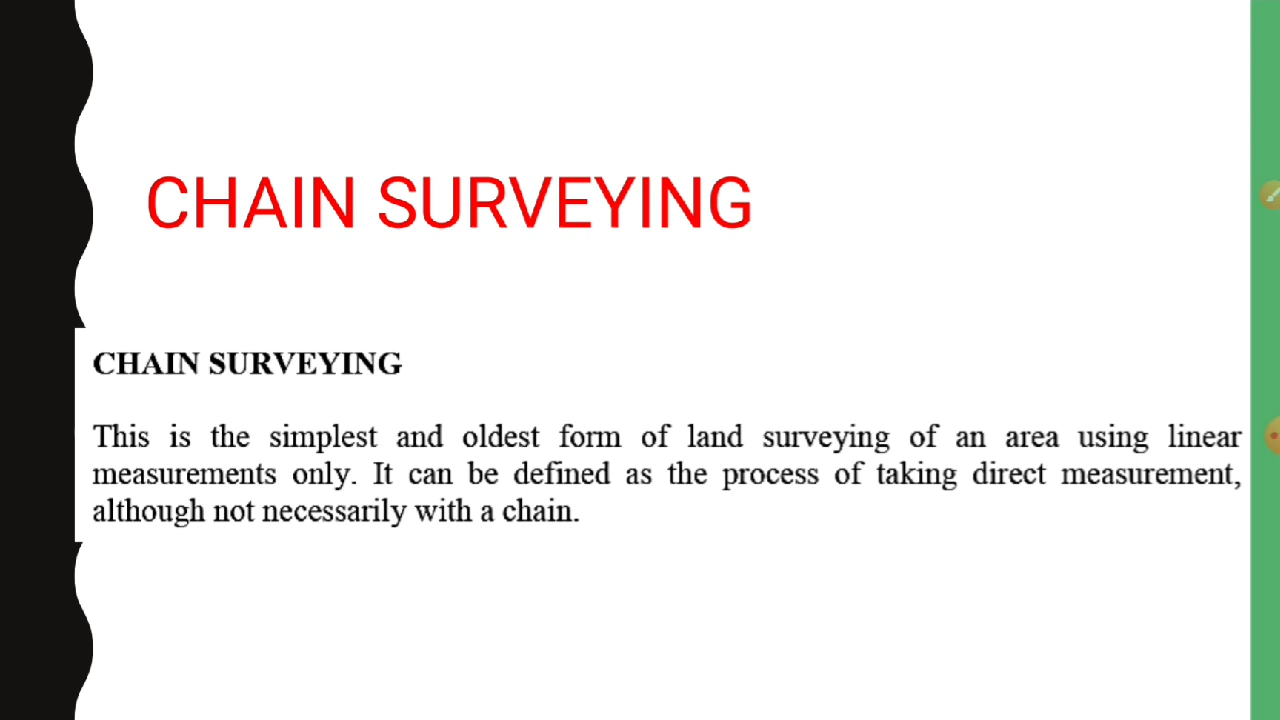 CHAIN SURVEYING
CHAIN SURVEYING
This is the simplest and oldest form of land surveying of an area using linear
measurements only. It can be defined as the process of taking direct measurement,
although not necessarily with a chain.